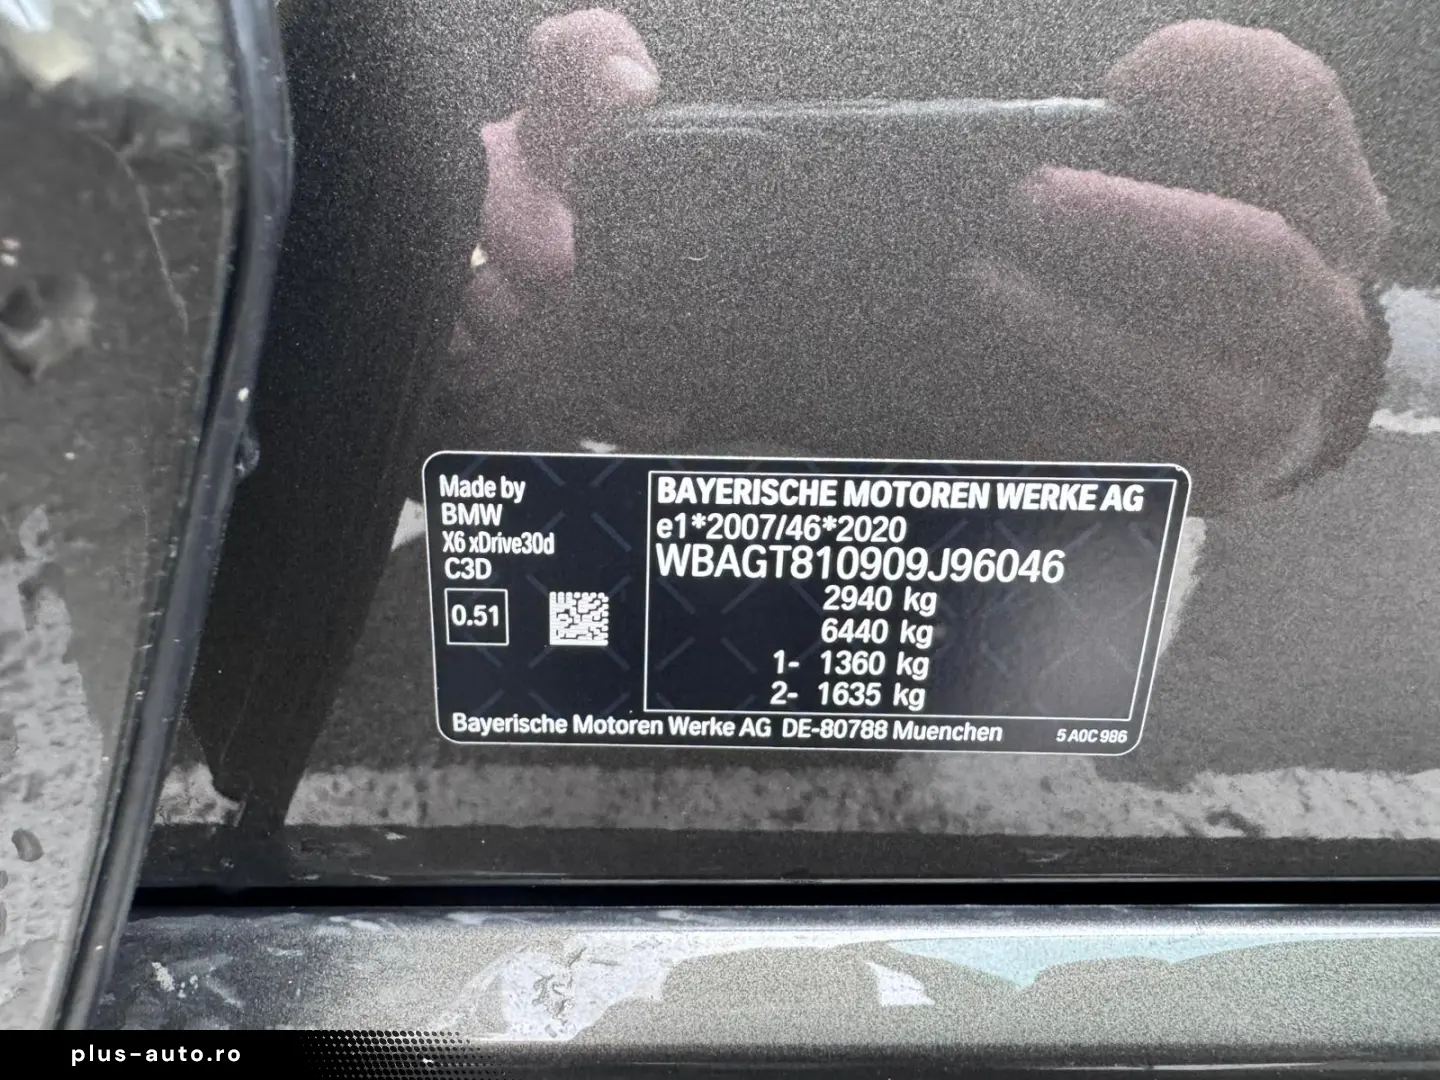 Made by
BMW
X6 xDrive30d
C3D
0.51
BAYERISCHE MOTOREN WERKE AG
e1*2007/46*2020
WBAGT810909J96046
2940 kg
6440 kg
1- 1360 kg
2- 1635 kg
Bayerische Motoren Werke AG DE-80788 Muenchen
5 A0C 986
plus-auto.ro